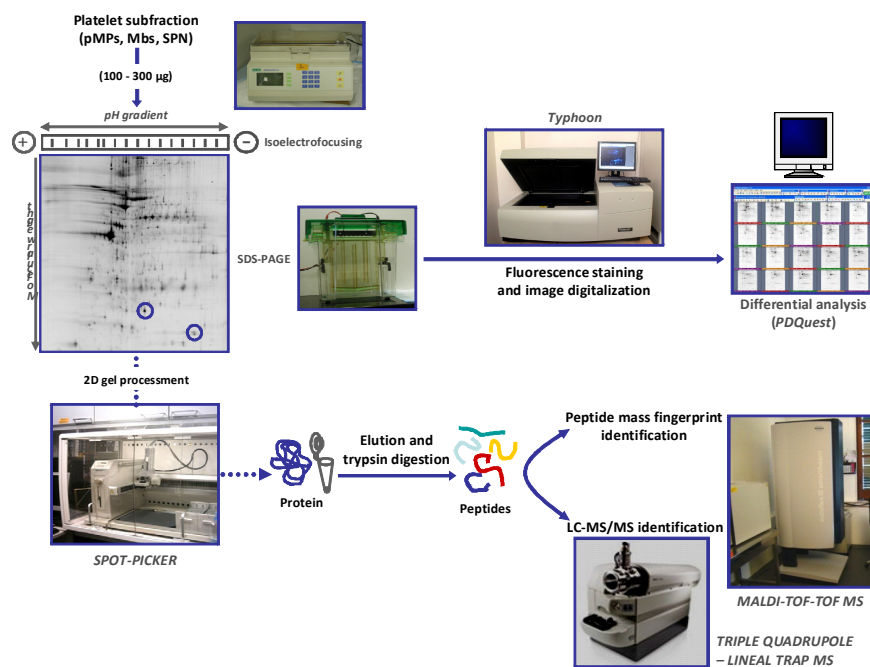 Platelet subfraction
(pMPs, Mbs, SPN)
(100 - 300 µg)
pH gradient
+
−
Isoelectrofocusing
SDS-PAGE
Typhoon
Fluorescence staining
and image digitalization
Differential analysis
(PDQuest)
2D gel processment
SPOT-PICKER
Protein
Elution and
trypsin digestion
Peptides
Peptide mass fingerprint
identification
LC-MS/MS identification
MALDI-TOF-TOF MS
TRIPLE QUADRUPOLE
– LINEAL TRAP MS